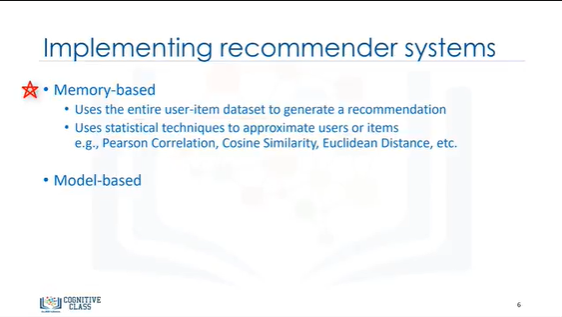 Implementing recommender systems
• Memory-based
• Uses the entire user-item dataset to generate a recommendation
• Uses statistical techniques to approximate users or items
e.g., Pearson Correlation, Cosine Similarity, Euclidean Distance, etc.
• Model-based
COGNITIVE
CLASS
6